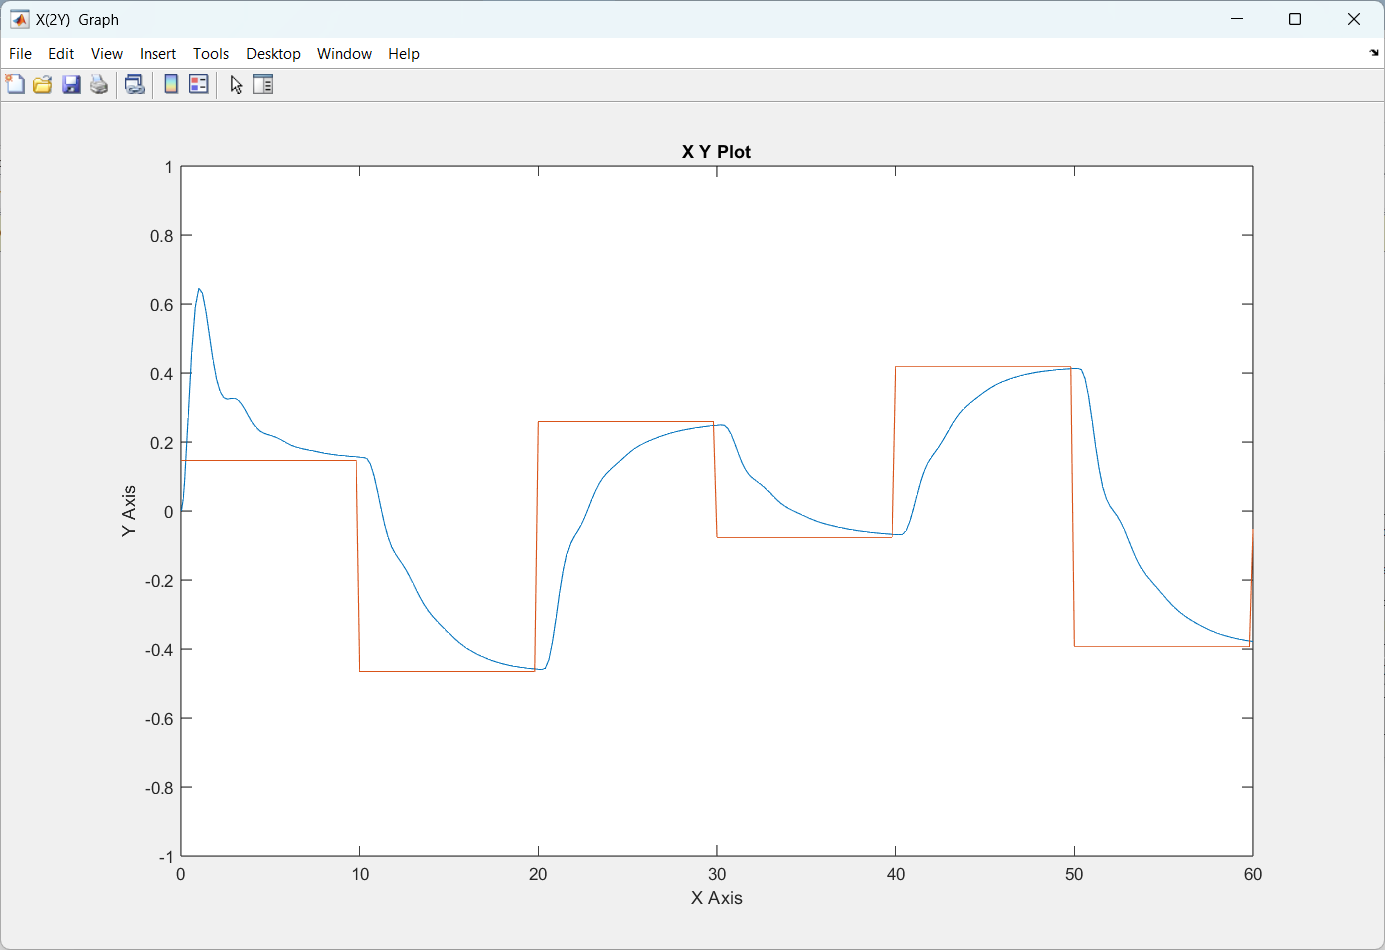 X(2Y) Graph
File Edit View Insert Tools Desktop Window Help
X Y Plot
1
0.8
0.6
0.4
0.2
0
-0.2
-0.4
-0.6
-0.8
-1
Y Axis
0 10 20 30 40 50 60
X Axis